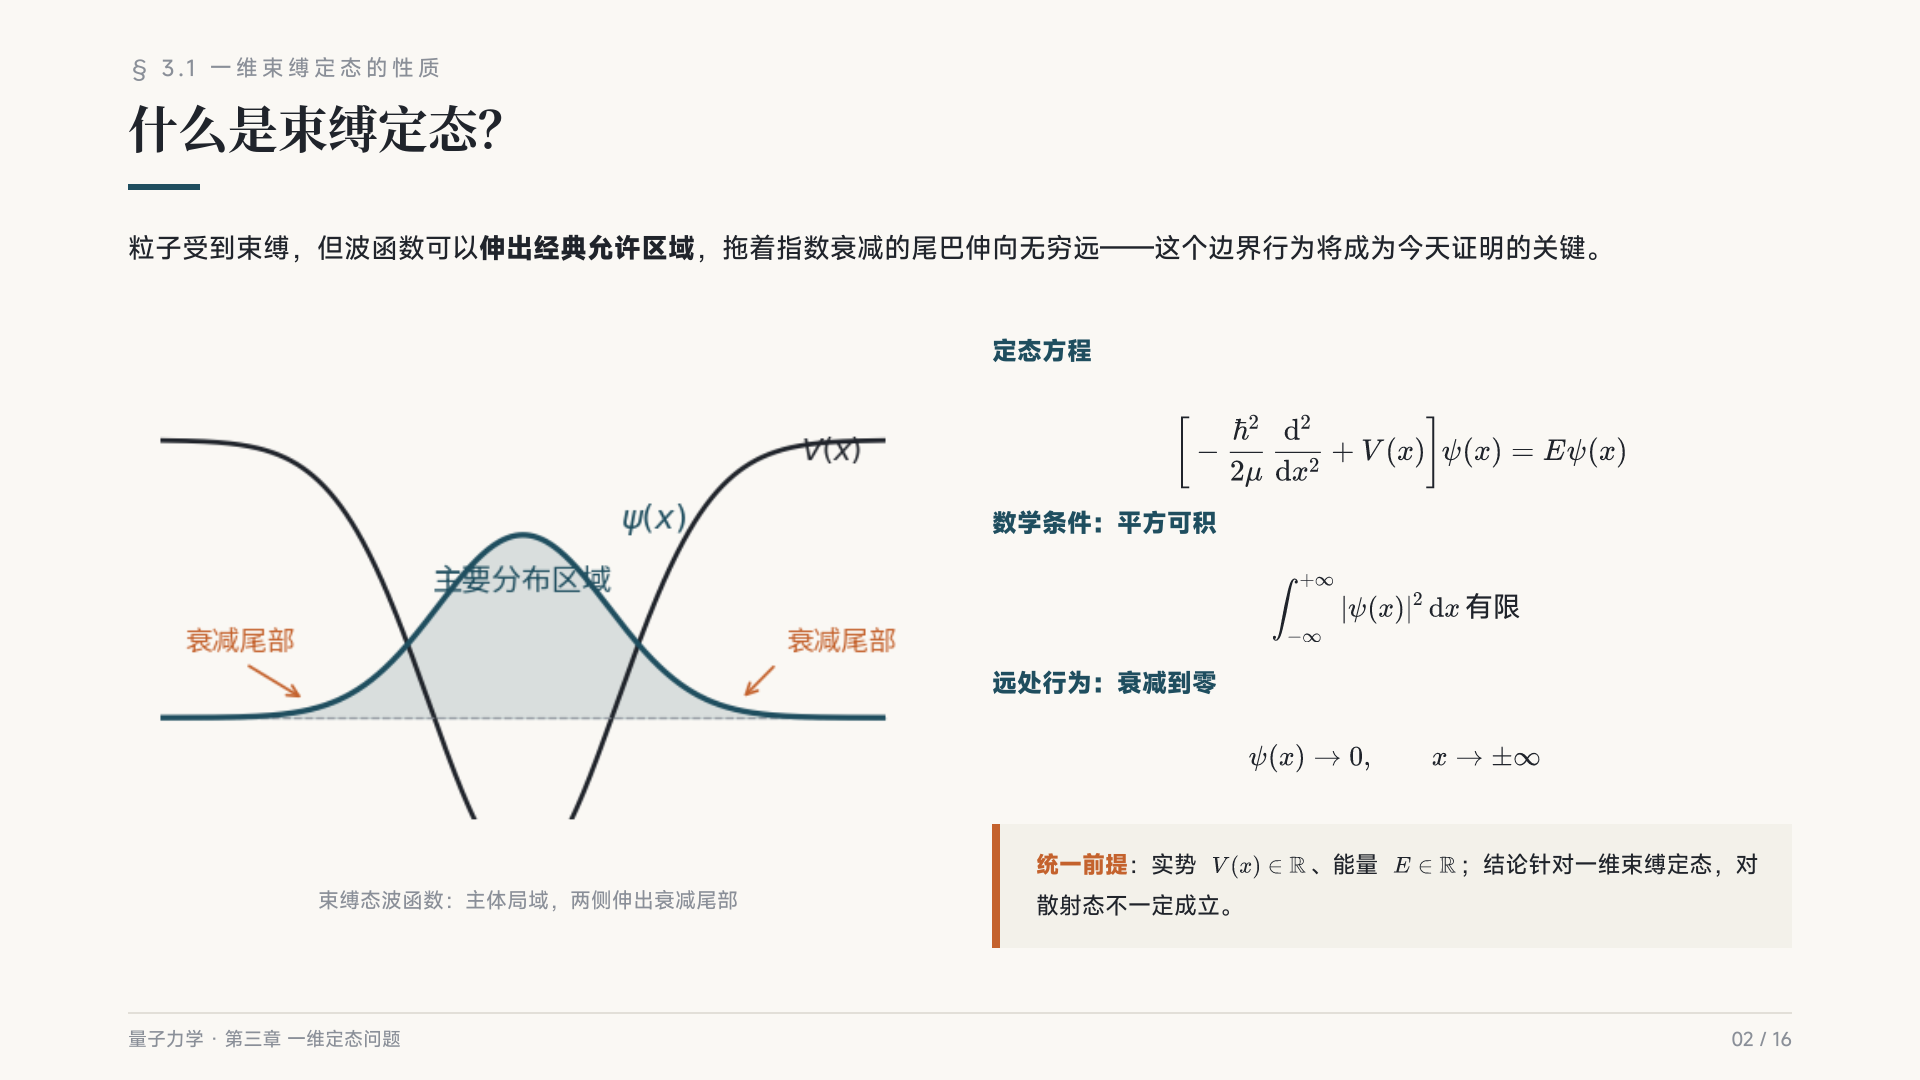 § 3.1 一维束缚定态的性质
什么是束缚定态?
粒子受到束缚，但波函数可以伸出经典允许区域，拖着指数衰减的尾巴伸向无穷远——这个边界行为将成为今天证明的关键。
V(x)
ψ(x)
主要分布区域
衰减尾部
衰减尾部
束缚态波函数：主体局域，两侧伸出衰减尾部
定态方程
[ - ħ²/2μ d²/dx² + V(x) ] ψ(x) = Eψ(x)
数学条件：平方可积
∫_{-∞}^{+∞} |ψ(x)|² dx 有限
远处行为：衰减到零
ψ(x) → 0,  x → ±∞
统一前提：实势 V(x) ∈ ℝ、能量 E ∈ ℝ；结论针对一维束缚定态，对
散射态不一定成立。
量子力学 · 第三章 一维定态问题
02 / 16